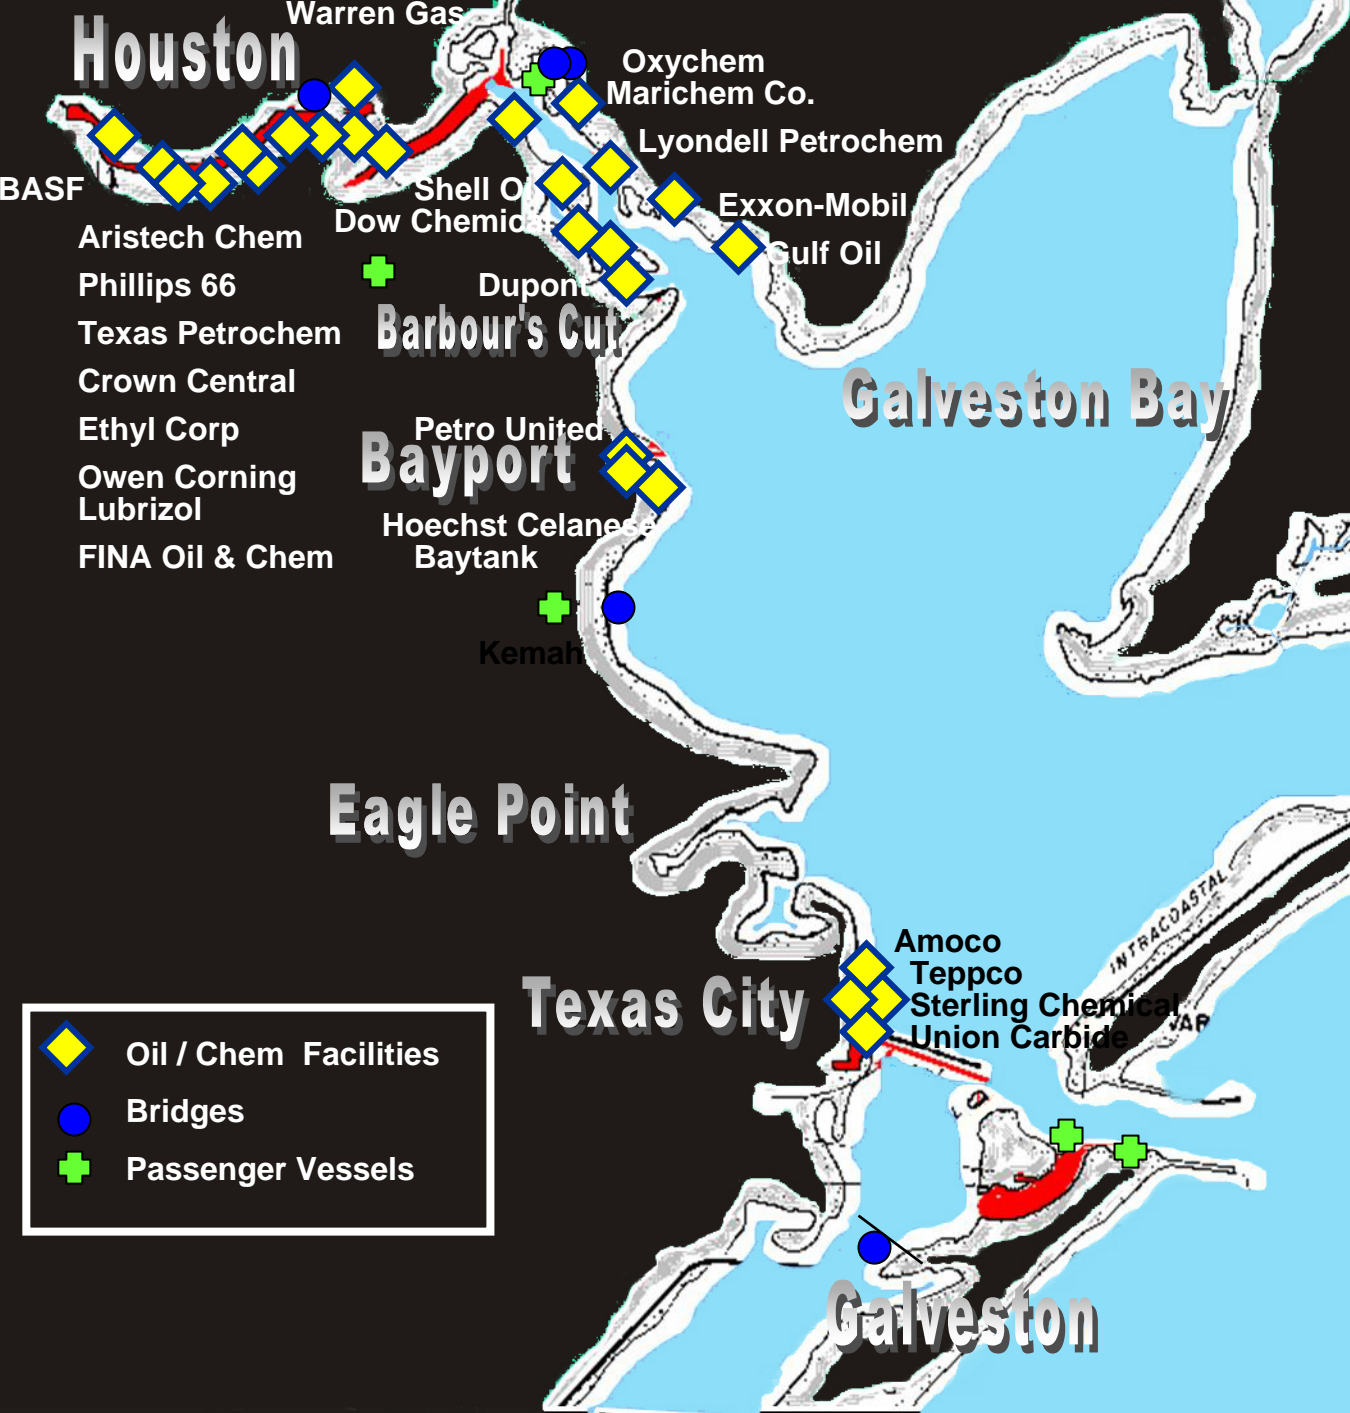 Warren Gas
Houston
Oxychem
Marichem Co.
Lyondell Petrochem
BASF
Shell Oil
Exxon-Mobil
Dow Chemical
Aristech Chem
Gulf Oil
Phillips 66
Dupont
Barbour's Cut
Texas Petrochem
Crown Central
Galveston Bay
Ethyl Corp
Petro United
Bayport
Owen Corning
Lubrizol
Hoechst Celanese
FINA Oil & Chem
Baytank
Kemah
Eagle Point
INTRACOASTAL
Amoco
Teppco
Texas City
Sterling Chemical
Union Carbide
Oil / Chem Facilities
Bridges
Passenger Vessels
Galveston